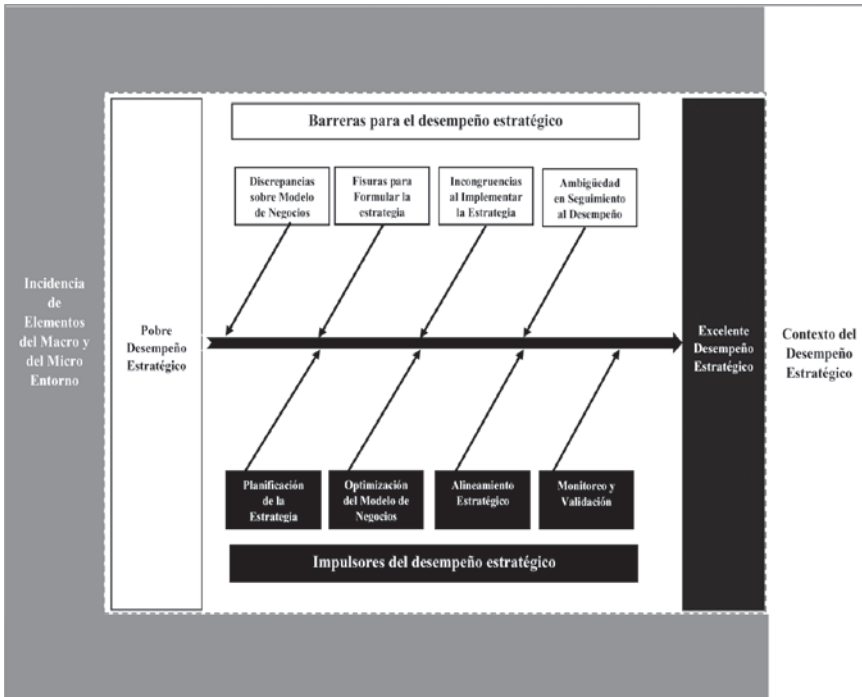 Barreras para el desempeño estratégico
Discrepancias
sobre Modelo
de Negocios
Fisuras para
Formular la
estrategia
Incongruencias
al Implementar
la Estrategia
Ambigüedad
en Seguimiento
al Desempeño
Incidencia
de
Elementos
del Macro y
del Micro
Entorno
Pobre
Desempeño
Estratégico
Excelente
Desempeño
Estratégico
Contexto del
Desempeño
Estratégico
Planificación
de la
Estrategia
Optimización
del Modelo de
Negocios
Alineamiento
Estratégico
Monitoreo y
Validación
Impulsores del desempeño estratégico